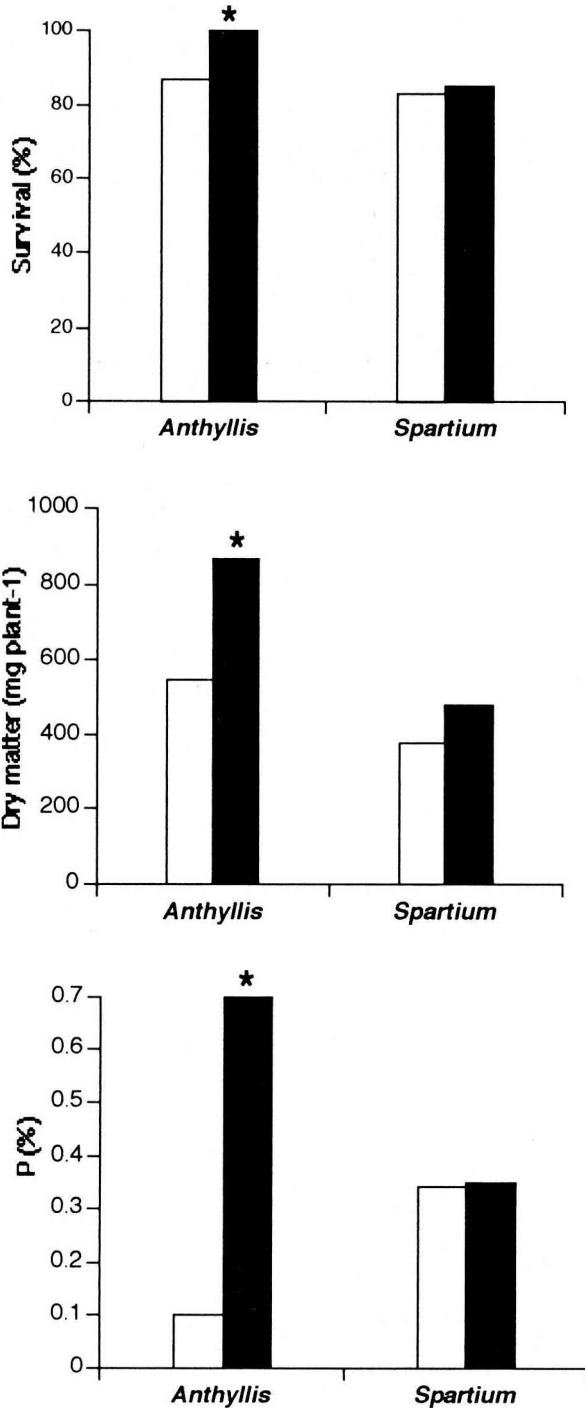 *
100
80
60
40
20
0
Survival (%)
Anthyllis
Spartium
*
1000
800
600
400
200
0
Dry matter (mg plant-1)
Anthyllis
Spartium
*
0.7
0.6
0.5
0.4
0.3
0.2
0.1
0
P (%)
Anthyllis
Spartium